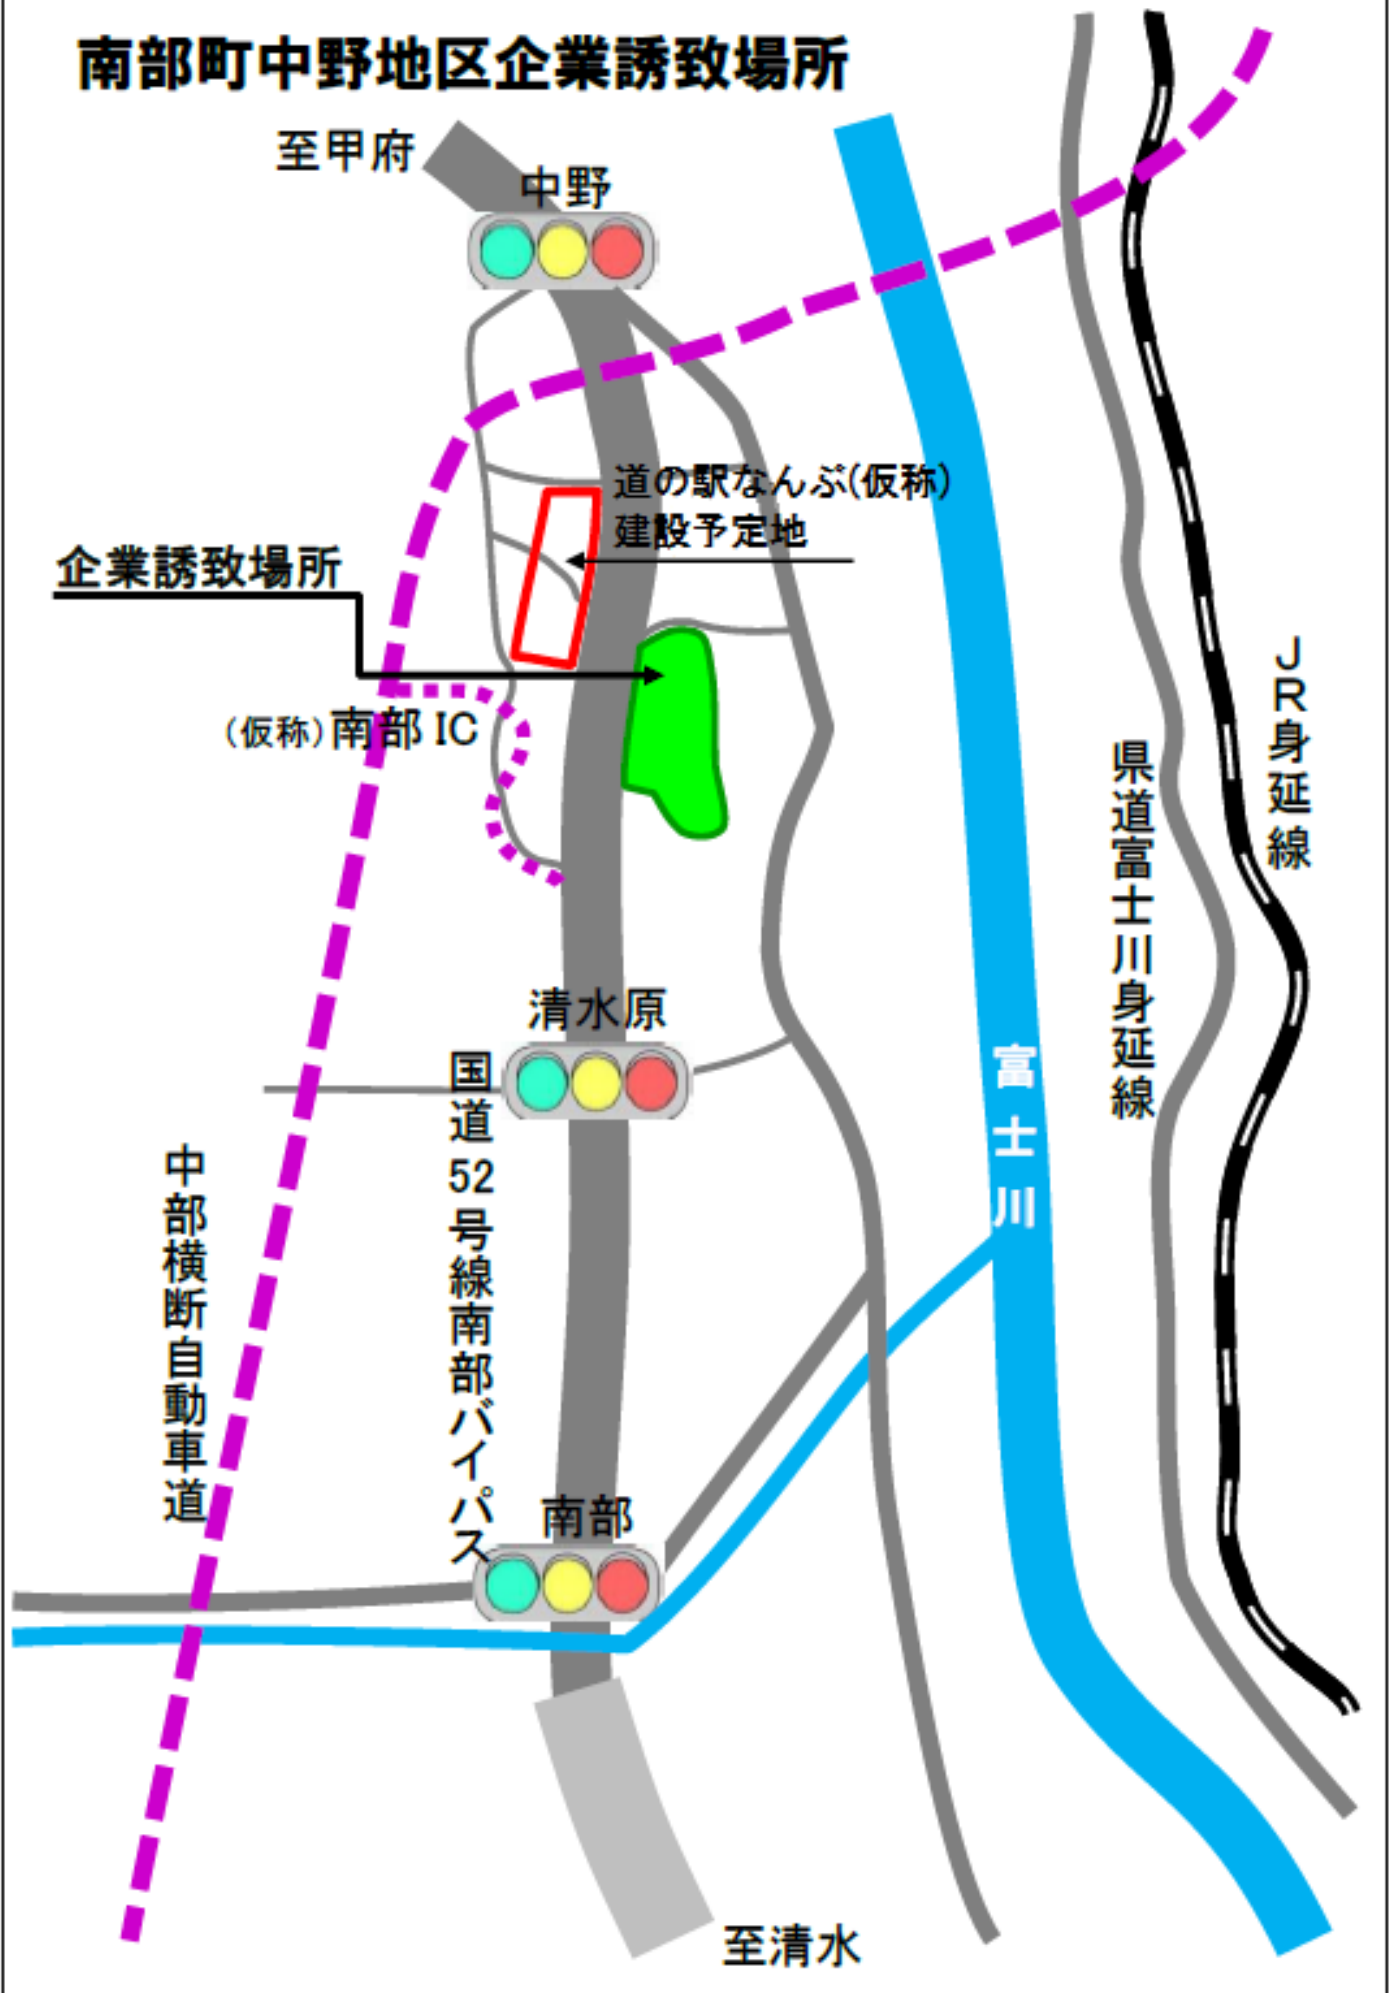 南部町中野地区企業誘致場所
至甲府
中野
道の駅なんぶ(仮称)
建設予定地
企業誘致場所
(仮称)南部 IC
JR身延線
県道富士川身延線
清水原
国道52号線南部バイパス
富士川
中部横断自動車道
南部
至清水